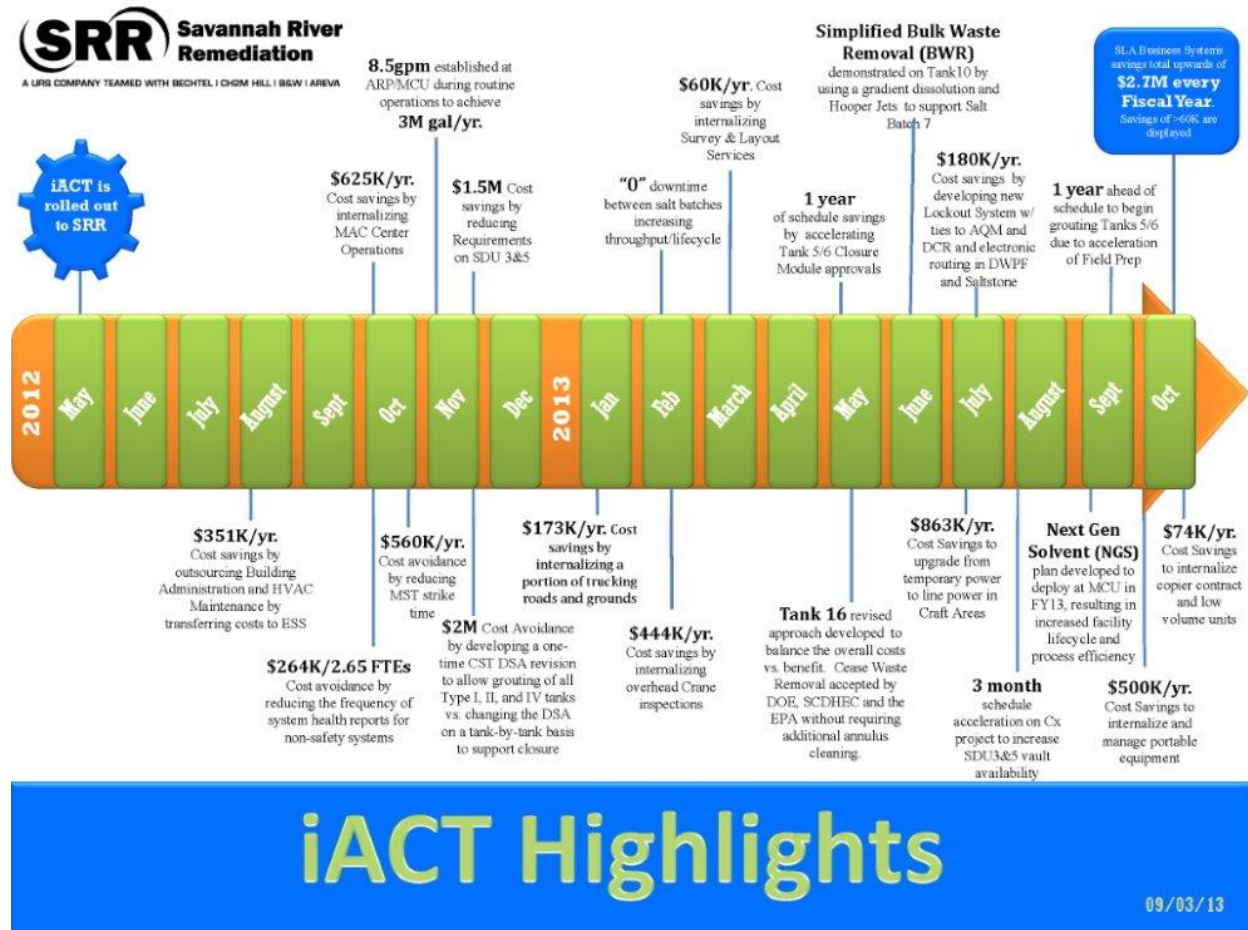 SRR
Savannah River
Remediation
A URS COMPANY TEAMED WITH BECHTEL | CH2M HILL | B&W | AREVA
iACT is
rolled out
to SRR
$625K/yr.
Cost savings by
internalizing
MAC Center
Operations
8.5gpm established at
ARP/MCU during routine
operations to achieve
3M gal/yr.
$1.5M Cost
savings by
reducing
Requirements
on SDU 3&5
"0" downtime
between salt batches
increasing
throughput/lifecycle
$60K/yr. Cost
savings by
internalizing
Survey & Layout
Services
1 year
of schedule savings
by accelerating
Tank 5/6 Closure
Module approvals
Simplified Bulk Waste
Removal (BWR)
demonstrated on Tank10 by
using a gradient dissolution and
Hooper Jets to support Salt
Batch 7
$180K/yr.
Cost savings by
developing new
Lockout System w/
ties to AQM and
DCR and electronic
routing in DWPF
and Saltstone
1 year ahead of
schedule to begin
grouting Tanks 5/6
due to acceleration
of Field Prep
SLA Business Systems
savings total upwards of
$2.7M every
Fiscal Year.
Savings of >60K are
displayed
2012
May
June
July
August
Sept
Oct
Nov
Dec
2013
Jan
Feb
March
April
May
June
July
August
Sept
Oct
$351K/yr.
Cost savings by
outsourcing Building
Administration and HVAC
Maintenance by
transferring costs to ESS
$264K/2.65 FTEs
Cost avoidance by
reducing the frequency of
system health reports for
non-safety systems
$560K/yr.
Cost avoidance
by reducing
MST strike
time
$2M Cost Avoidance
by developing a one-
time CST DSA revision
to allow grouting of all
Type I, II, and IV tanks
vs. changing the DSA
on a tank-by-tank basis
to support closure
$173K/yr. Cost
savings by
internalizing a
portion of trucking
roads and grounds
$444K/yr.
Cost savings by
internalizing
overhead Crane
inspections
Tank 16 revised
approach developed to
balance the overall costs
vs. benefit. Cease Waste
Removal accepted by
DOE, SCDHEC and the
EPA without requiring
additional annulus
cleaning.
$863K/yr.
Cost Savings to
upgrade from
temporary power
to line power in
Craft Areas
3 month
schedule
acceleration on Cx
project to increase
SDU3&5 vault
availability
Next Gen
Solvent (NGS)
plan developed to
deploy at MCU in
FY13, resulting in
increased facility
lifecycle and
process efficiency
$500K/yr.
Cost Savings to
internalize and
manage portable
equipment
$74K/yr.
Cost Savings
to internalize
copier contract
and low
volume units
iACT Highlights
09/03/13